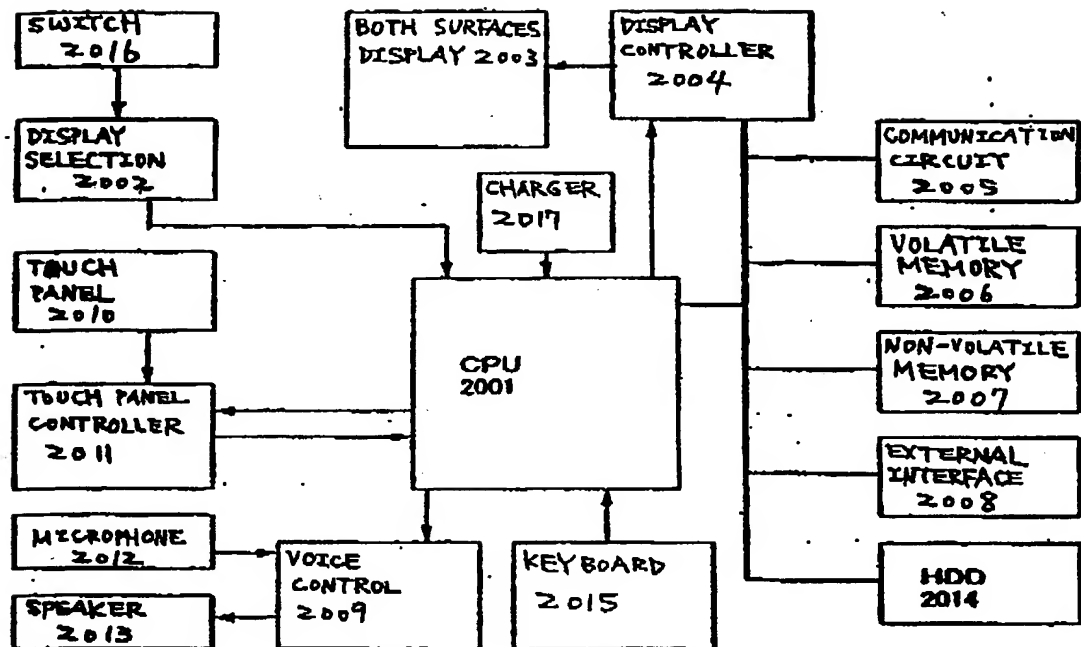 SWITCH
2016
BOTH SURFACES
DISPLAY 2003
DISPLAY
CONTROLLER
2004
DISPLAY
SELECTION
2002
CHARGER
2017
COMMUNICATION
CIRCUIT
2005
TOUCH
PANEL
2010
VOLATILE
MEMORY
2006
CPU
2001
NON-VOLATILE
MEMORY
2007
TOUCH PANEL
CONTROLLER
2011
EXTERNAL
INTERFACE
2008
MICROPHONE
2012
VOICE
CONTROL
2009
KEYBOARD
2015
HDD
2014
SPEAKER
2013